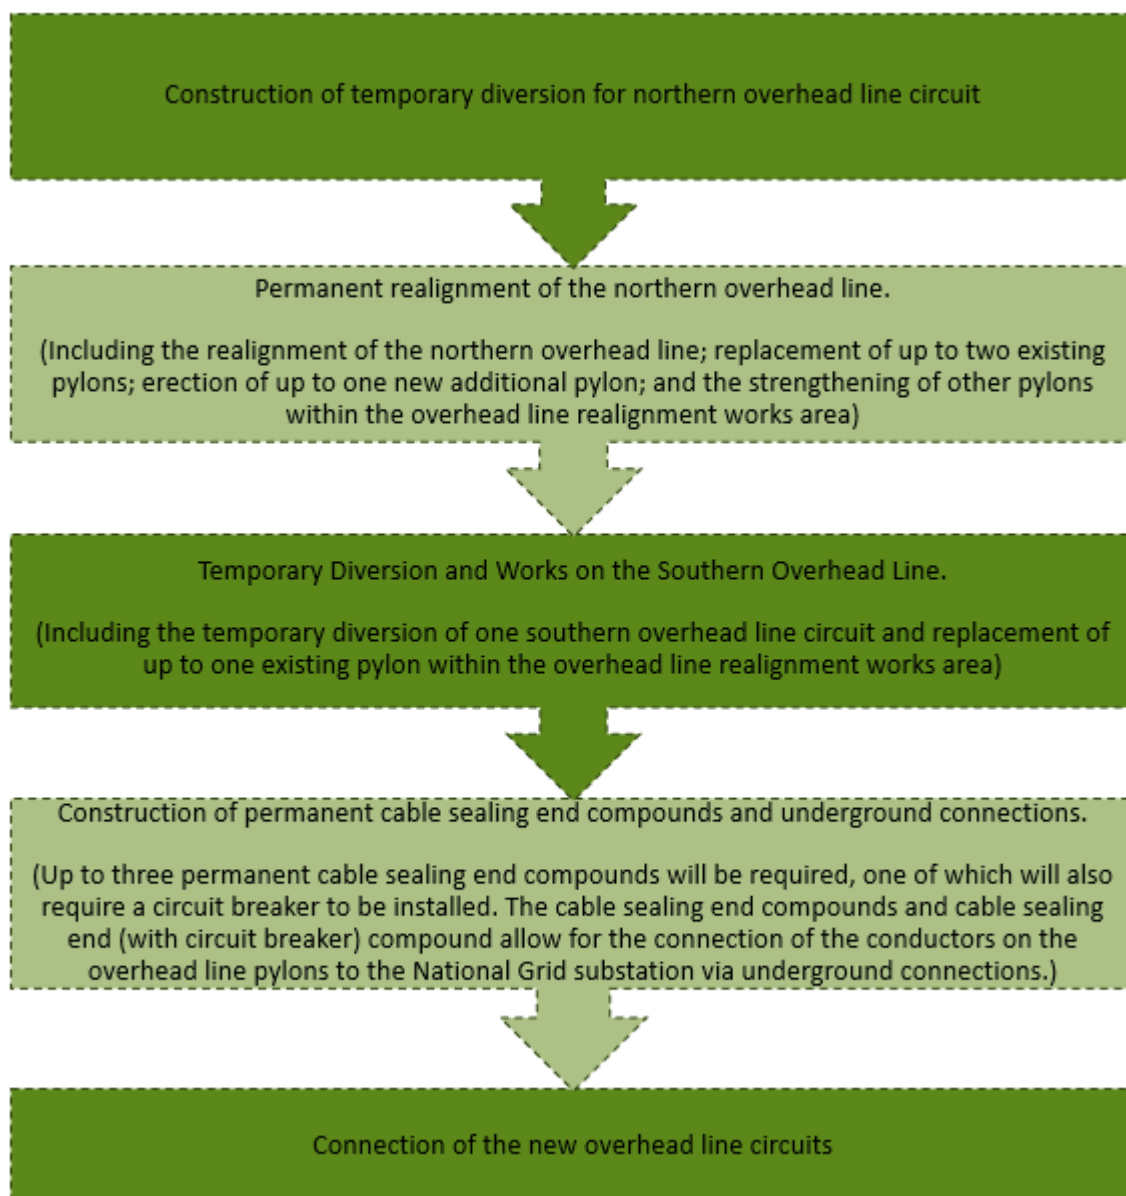 Construction of temporary diversion for northern overhead line circuit
Permanent realignment of the northern overhead line.
(Including the realignment of the northern overhead line; replacement of up to two existing
pylons; erection of up to one new additional pylon; and the strengthening of other pylons
within the overhead line realignment works area)
Temporary Diversion and Works on the Southern Overhead Line.
(Including the temporary diversion of one southern overhead line circuit and replacement of
up to one existing pylon within the overhead line realignment works area)
Construction of permanent cable sealing end compounds and underground connections.
(Up to three permanent cable sealing end compounds will be required, one of which will also
require a circuit breaker to be installed. The cable sealing end compounds and cable sealing
end (with circuit breaker) compound allow for the connection of the conductors on the
overhead line pylons to the National Grid substation via underground connections.)
Connection of the new overhead line circuits